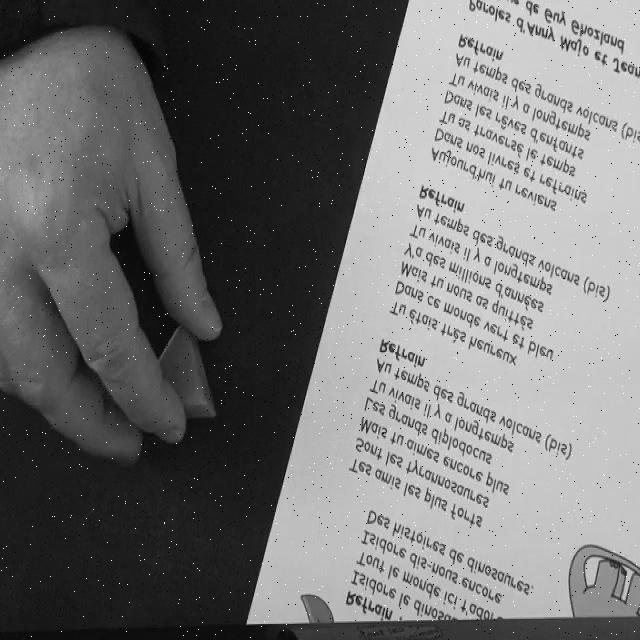 Refrain
Isidore le
Tout le monde ici t'adore
Isidore dis-nous encore
Des histoires de dinosaures.
Tes amis les plus forts
Sont les tyrannosaures
Mais tu aimes encore plus
Les grands diplodocus
Tu vivais il y a longtemps
Au temps des grands volcans (bis)
Refrain
Tu étais très heureux
Dans ce monde vert et bleu
Mais tu nous as quittés
Y'a des millions d'années
Tu vivais il y a longtemps
Au temps des grands volcans (bis)
Refrain
Aujourd'hui tu reviens
Dans nos livres et refrains
Tu as traversé le temps
Dans les rêves d'enfants
Tu vivais il y a longtemps
Au temps des grands volcans (bis
Refrain
Paroles d'Anny Majo et Jean
de Guy Ghozland